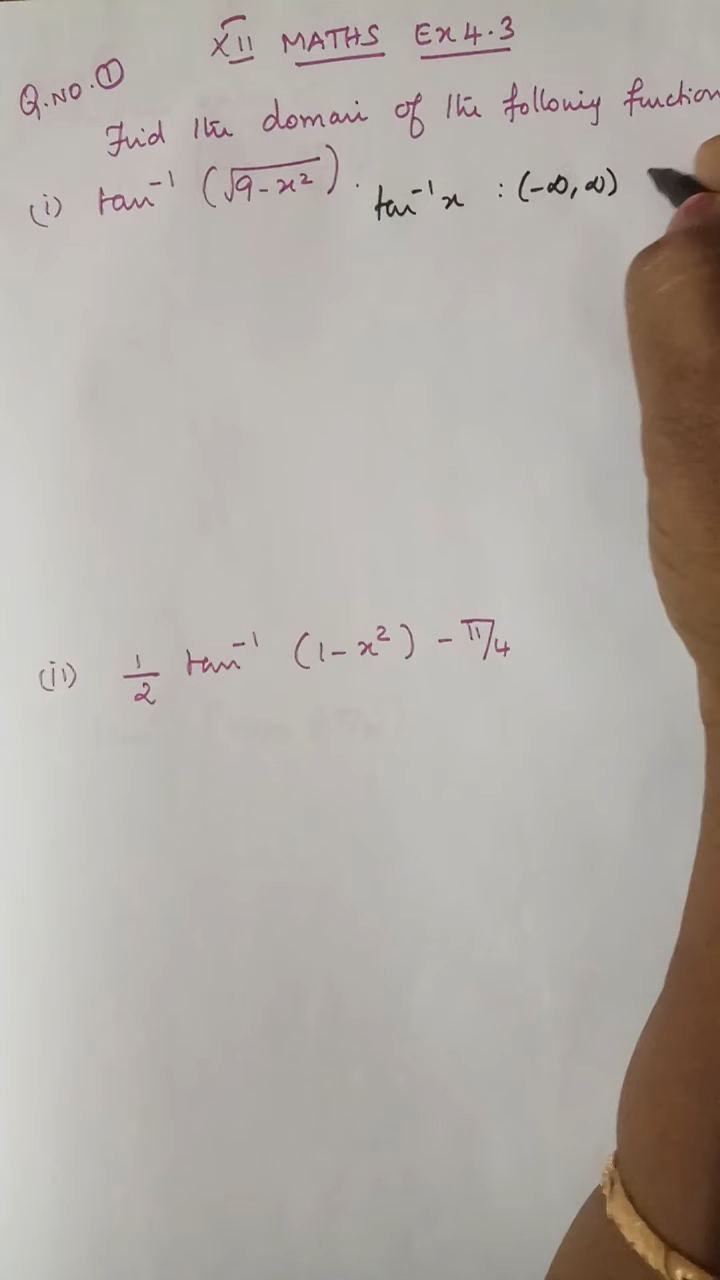 XII MATHS Ex 4.3
Q.NO.①
Find the domain of the following function
(i) tan⁻¹ (√9-x²). tan⁻¹x : (-∞, ∞)
(ii) 1/2 tan⁻¹ (1-x²) - π/4